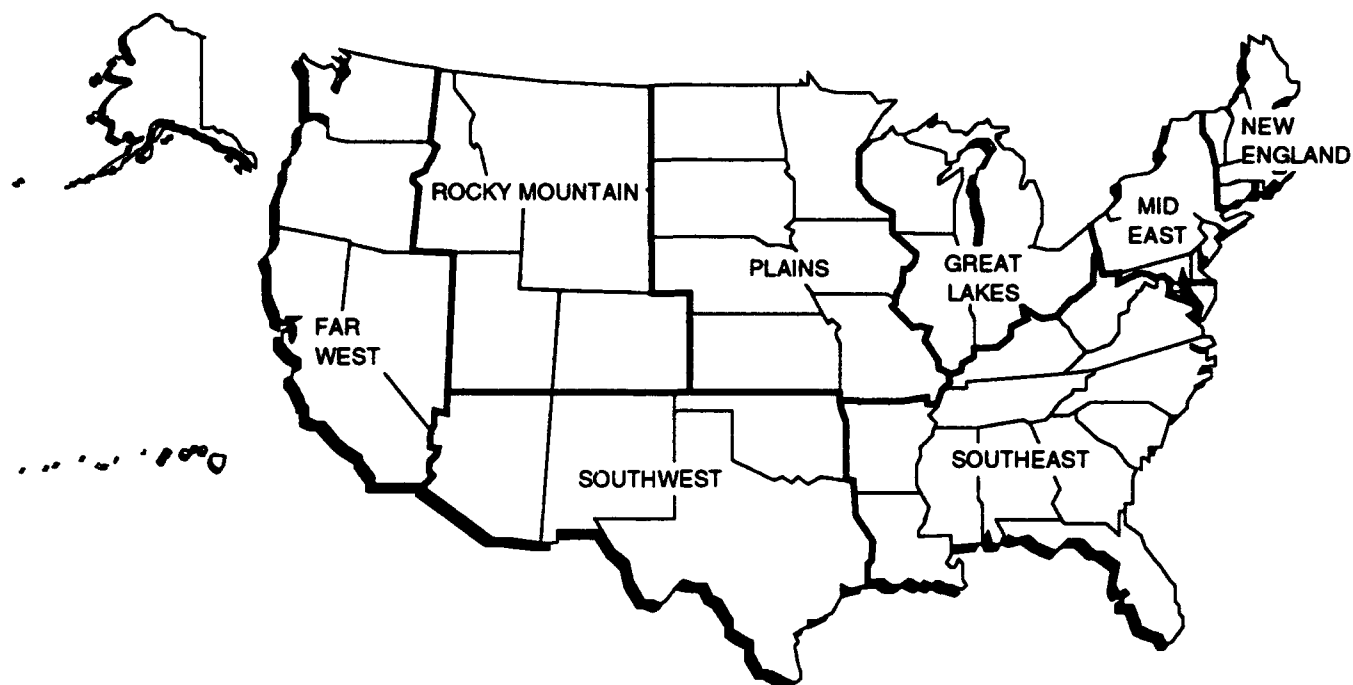 NEW
ENGLAND
ROCKY MOUNTAIN
MID
EAST
PLAINS
GREAT
LAKES
FAR
WEST
SOUTHEAST
SOUTHWEST